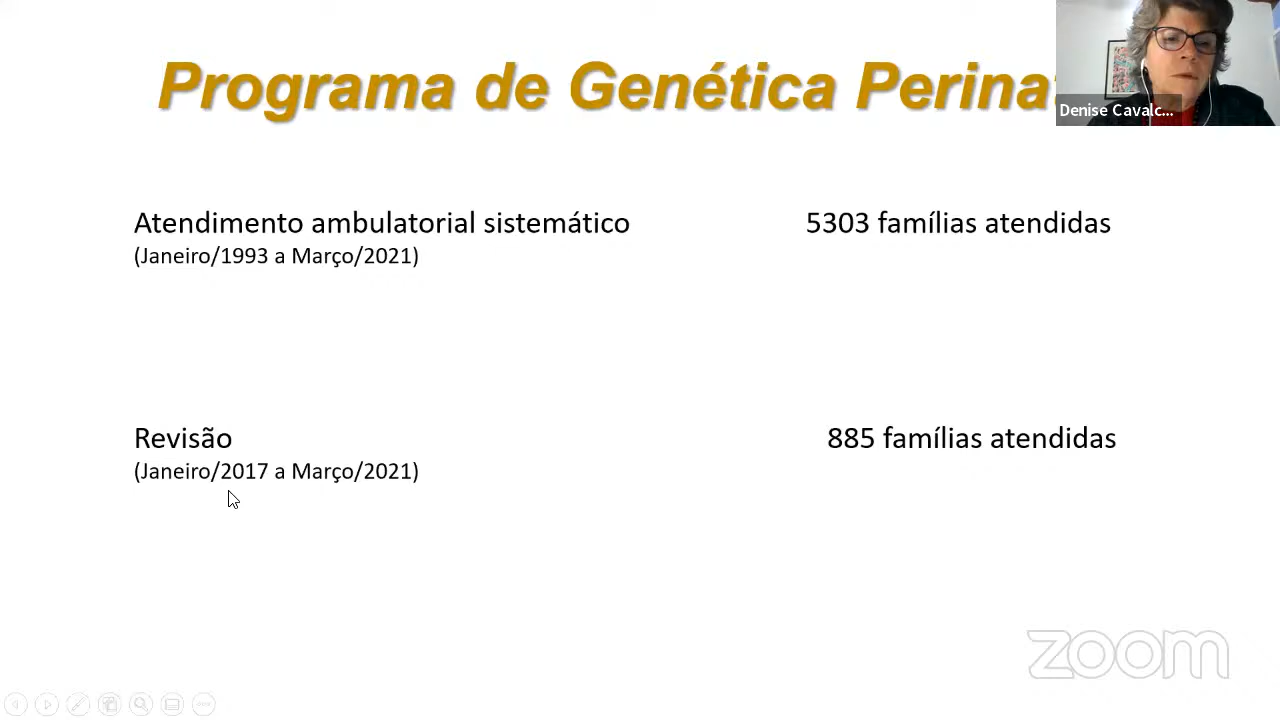 Programa de Genética Perina
Denise Cavalc...
Atendimento ambulatorial sistemático
5303 famílias atendidas
(Janeiro/1993 a Março/2021)
Revisão
885 famílias atendidas
(Janeiro/2017 a Março/2021)
zoom